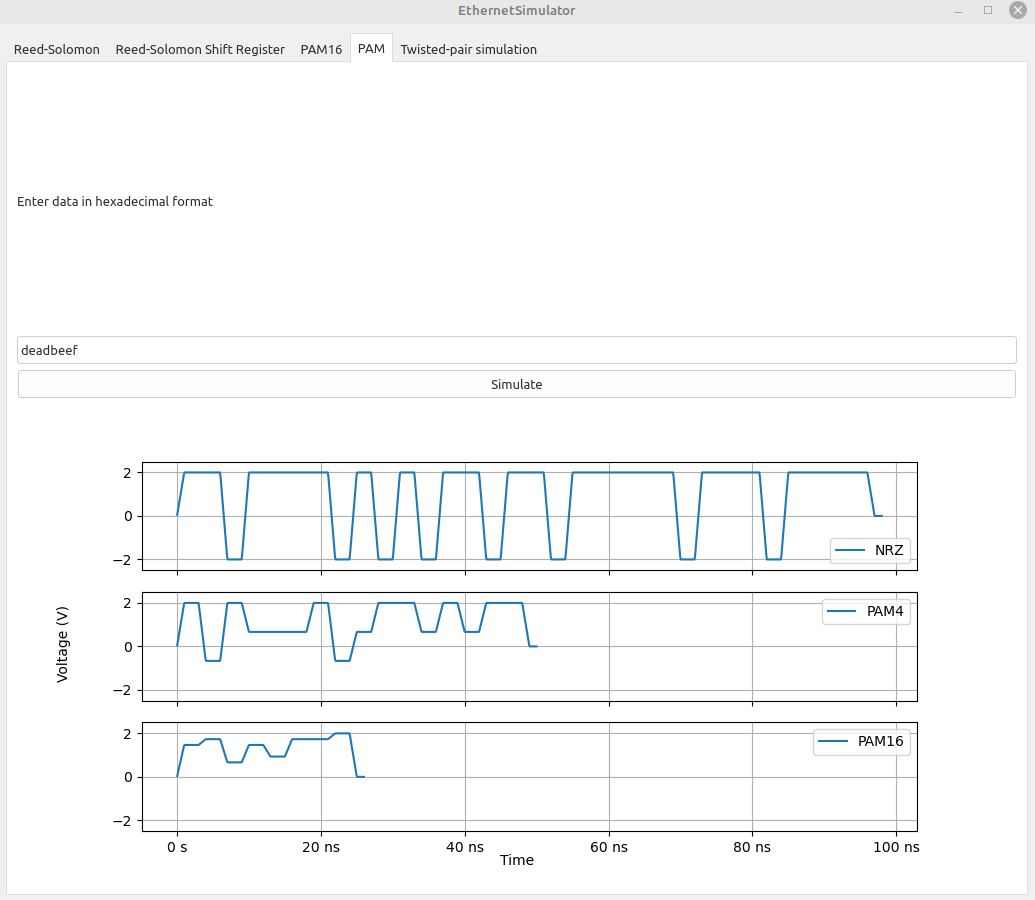 EthernetSimulator
Reed-Solomon Reed-Solomon Shift Register PAM16 PAM Twisted-pair simulation
Enter data in hexadecimal format
deadbeef
Simulate
2
0
−2
NRZ
Voltage (V)
2
0
−2
PAM4
2
0
−2
PAM16
0 s 20 ns 40 ns 60 ns 80 ns 100 ns
Time